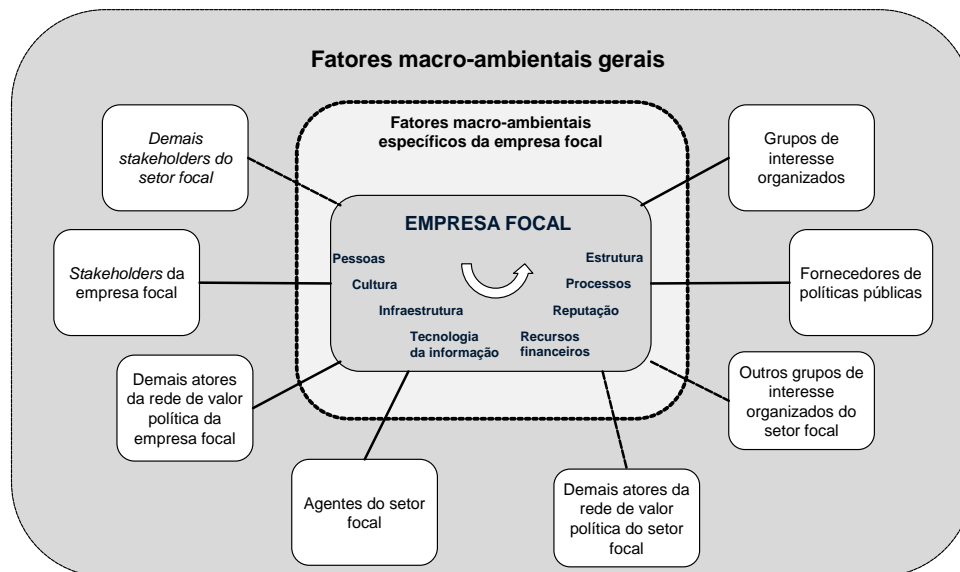 Fatores macro-ambientais gerais
Fatores macro-ambientais
específicos da empresa focal
Demais
stakeholders do
setor focal
Grupos de
interesse
organizados
EMPRESA FOCAL
Pessoas
Estrutura
Cultura
Processos
Infraestrutura
Reputação
Tecnologia
da informação
Recursos
financeiros
Stakeholders da
empresa focal
Fornecedores de
políticas públicas
Demais atores
da rede de valor
política da
empresa focal
Outros grupos de
interesse
organizados do
setor focal
Agentes do setor
focal
Demais atores da
rede de valor
política do setor
focal